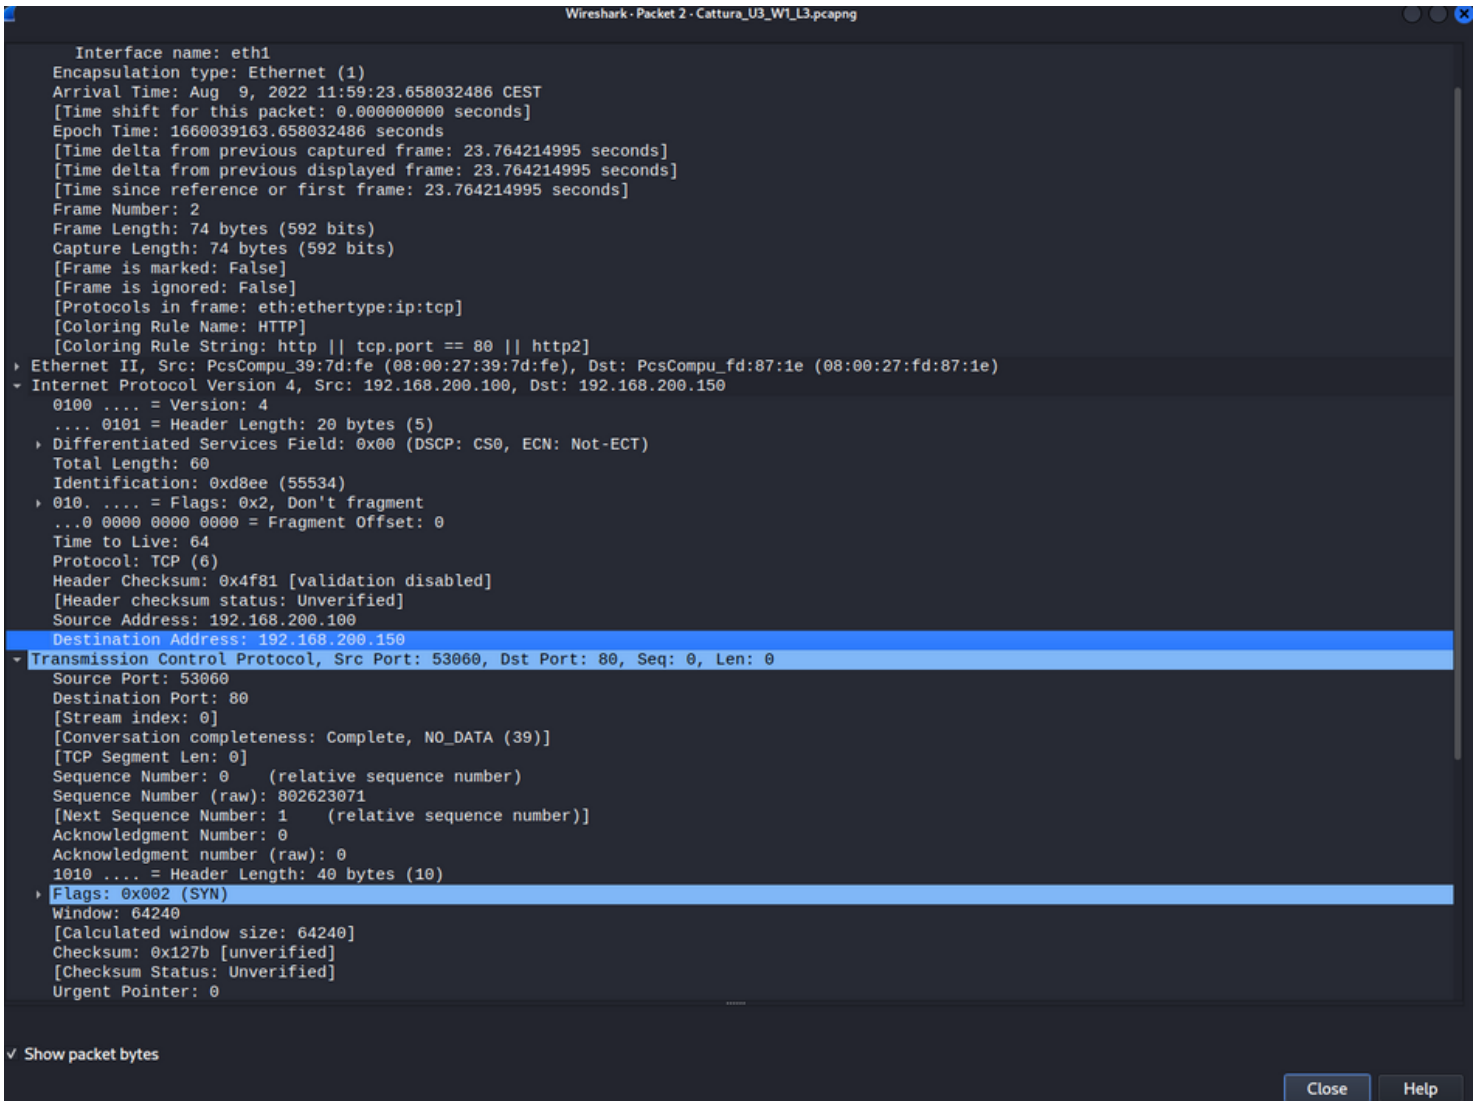 Wireshark · Packet 2 · Cattura_U3_W1_L3.pcapng
Interface name: eth1
Encapsulation type: Ethernet (1)
Arrival Time: Aug  9, 2022 11:59:23.658032486 CEST
[Time shift for this packet: 0.000000000 seconds]
Epoch Time: 1660039163.658032486 seconds
[Time delta from previous captured frame: 23.764214995 seconds]
[Time delta from previous displayed frame: 23.764214995 seconds]
[Time since reference or first frame: 23.764214995 seconds]
Frame Number: 2
Frame Length: 74 bytes (592 bits)
Capture Length: 74 bytes (592 bits)
[Frame is marked: False]
[Frame is ignored: False]
[Protocols in frame: eth:ethertype:ip:tcp]
[Coloring Rule Name: HTTP]
[Coloring Rule String: http || tcp.port == 80 || http2]
Ethernet II, Src: PcsCompu_39:7d:fe (08:00:27:39:7d:fe), Dst: PcsCompu_fd:87:1e (08:00:27:fd:87:1e)
Internet Protocol Version 4, Src: 192.168.200.100, Dst: 192.168.200.150
0100 .... = Version: 4
.... 0101 = Header Length: 20 bytes (5)
Differentiated Services Field: 0x00 (DSCP: CS0, ECN: Not-ECT)
Total Length: 60
Identification: 0xd8ee (55534)
010. .... = Flags: 0x2, Don't fragment
...0 0000 0000 0000 = Fragment Offset: 0
Time to Live: 64
Protocol: TCP (6)
Header Checksum: 0x4f81 [validation disabled]
[Header checksum status: Unverified]
Source Address: 192.168.200.100
Destination Address: 192.168.200.150
Transmission Control Protocol, Src Port: 53060, Dst Port: 80, Seq: 0, Len: 0
Source Port: 53060
Destination Port: 80
[Stream index: 0]
[Conversation completeness: Complete, NO_DATA (39)]
[TCP Segment Len: 0]
Sequence Number: 0    (relative sequence number)
Sequence Number (raw): 802623071
[Next Sequence Number: 1    (relative sequence number)]
Acknowledgment Number: 0
Acknowledgment number (raw): 0
1010 .... = Header Length: 40 bytes (10)
Flags: 0x002 (SYN)
Window: 64240
[Calculated window size: 64240]
Checksum: 0x127b [unverified]
[Checksum Status: Unverified]
Urgent Pointer: 0
Show packet bytes
Close
Help